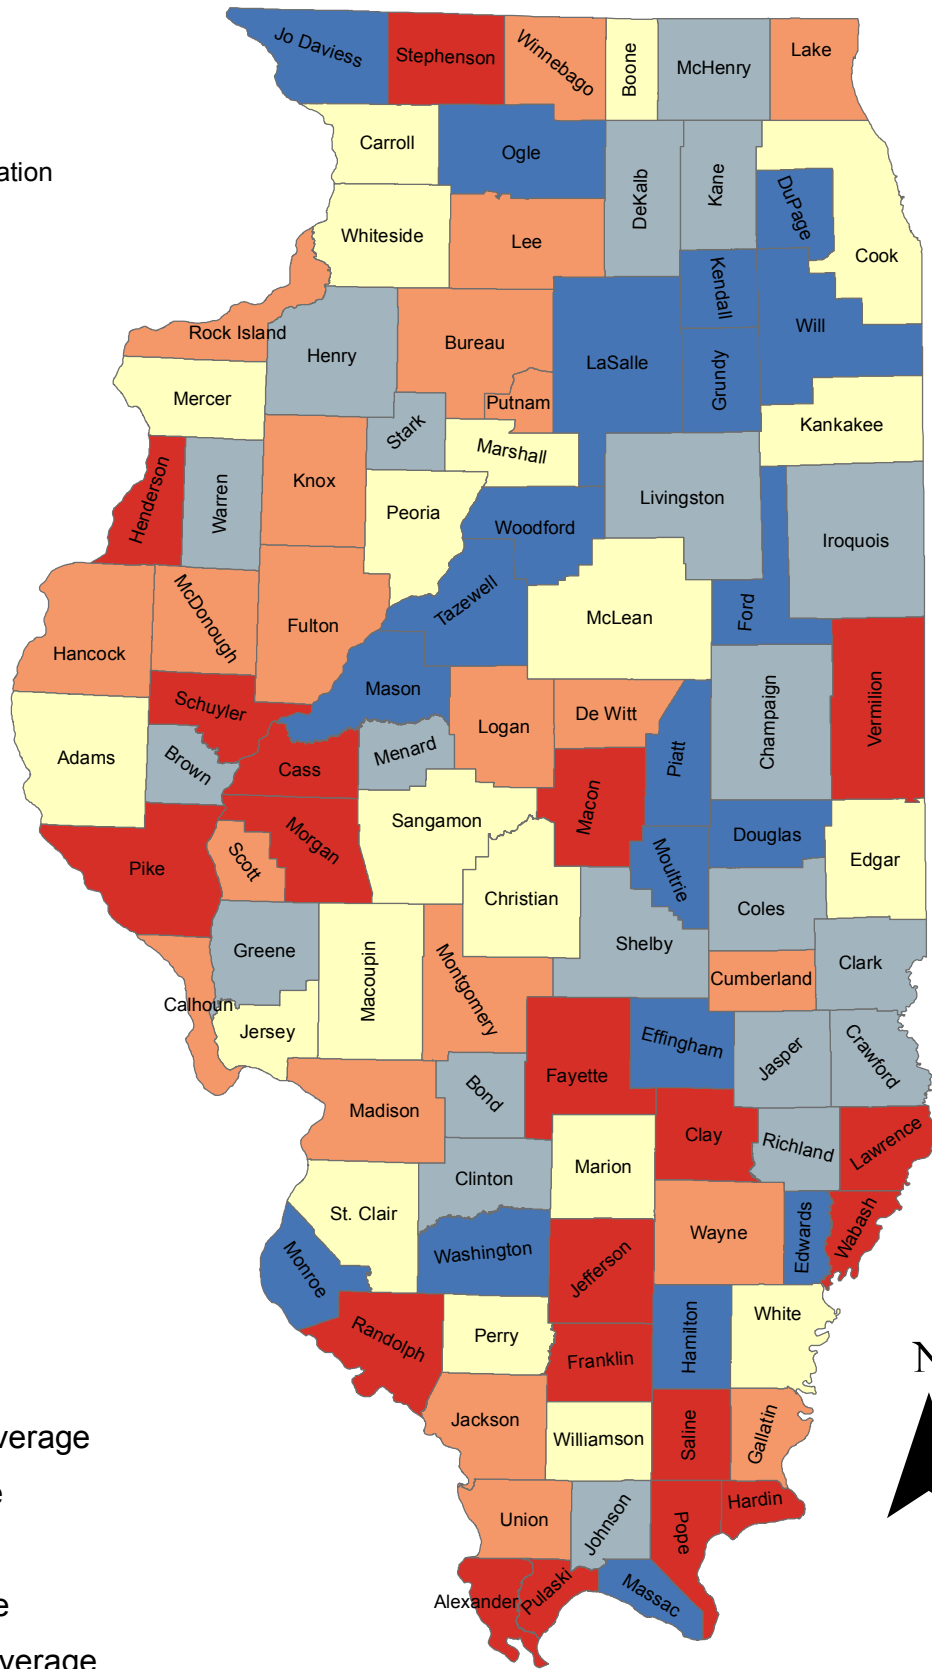 Jo Daviess
Stephenson
Winnebago
Boone
McHenry
Lake
Carroll
Ogle
DeKalb
Kane
DuPage
Cook
ation
Whiteside
Lee
Kendall
Will
Rock Island
Henry
Bureau
LaSalle
Grundy
Mercer
Putnam
Stark
Marshall
Kankakee
Henderson
Warren
Knox
Peoria
Woodford
Livingston
Iroquois
Hancock
McDonough
Fulton
Tazewell
McLean
Ford
Schuyler
Mason
Logan
De Witt
Piatt
Champaign
Vermilion
Adams
Brown
Cass
Menard
Macon
Pike
Scott
Morgan
Sangamon
Christian
Moultrie
Douglas
Edgar
Coles
Greene
Macoupin
Montgomery
Shelby
Cumberland
Clark
Calhoun
Jersey
Fayette
Effingham
Jasper
Crawford
Madison
Bond
Clay
Richland
Lawrence
Clinton
Marion
St. Clair
Wayne
Edwards
Wabash
Monroe
Washington
Jefferson
Hamilton
White
Randolph
Perry
Franklin
N
Jackson
Williamson
Saline
Gallatin
verage
e
Union
Johnson
Pope
Hardin
Alexander
Pulaski
Massac
e
verage